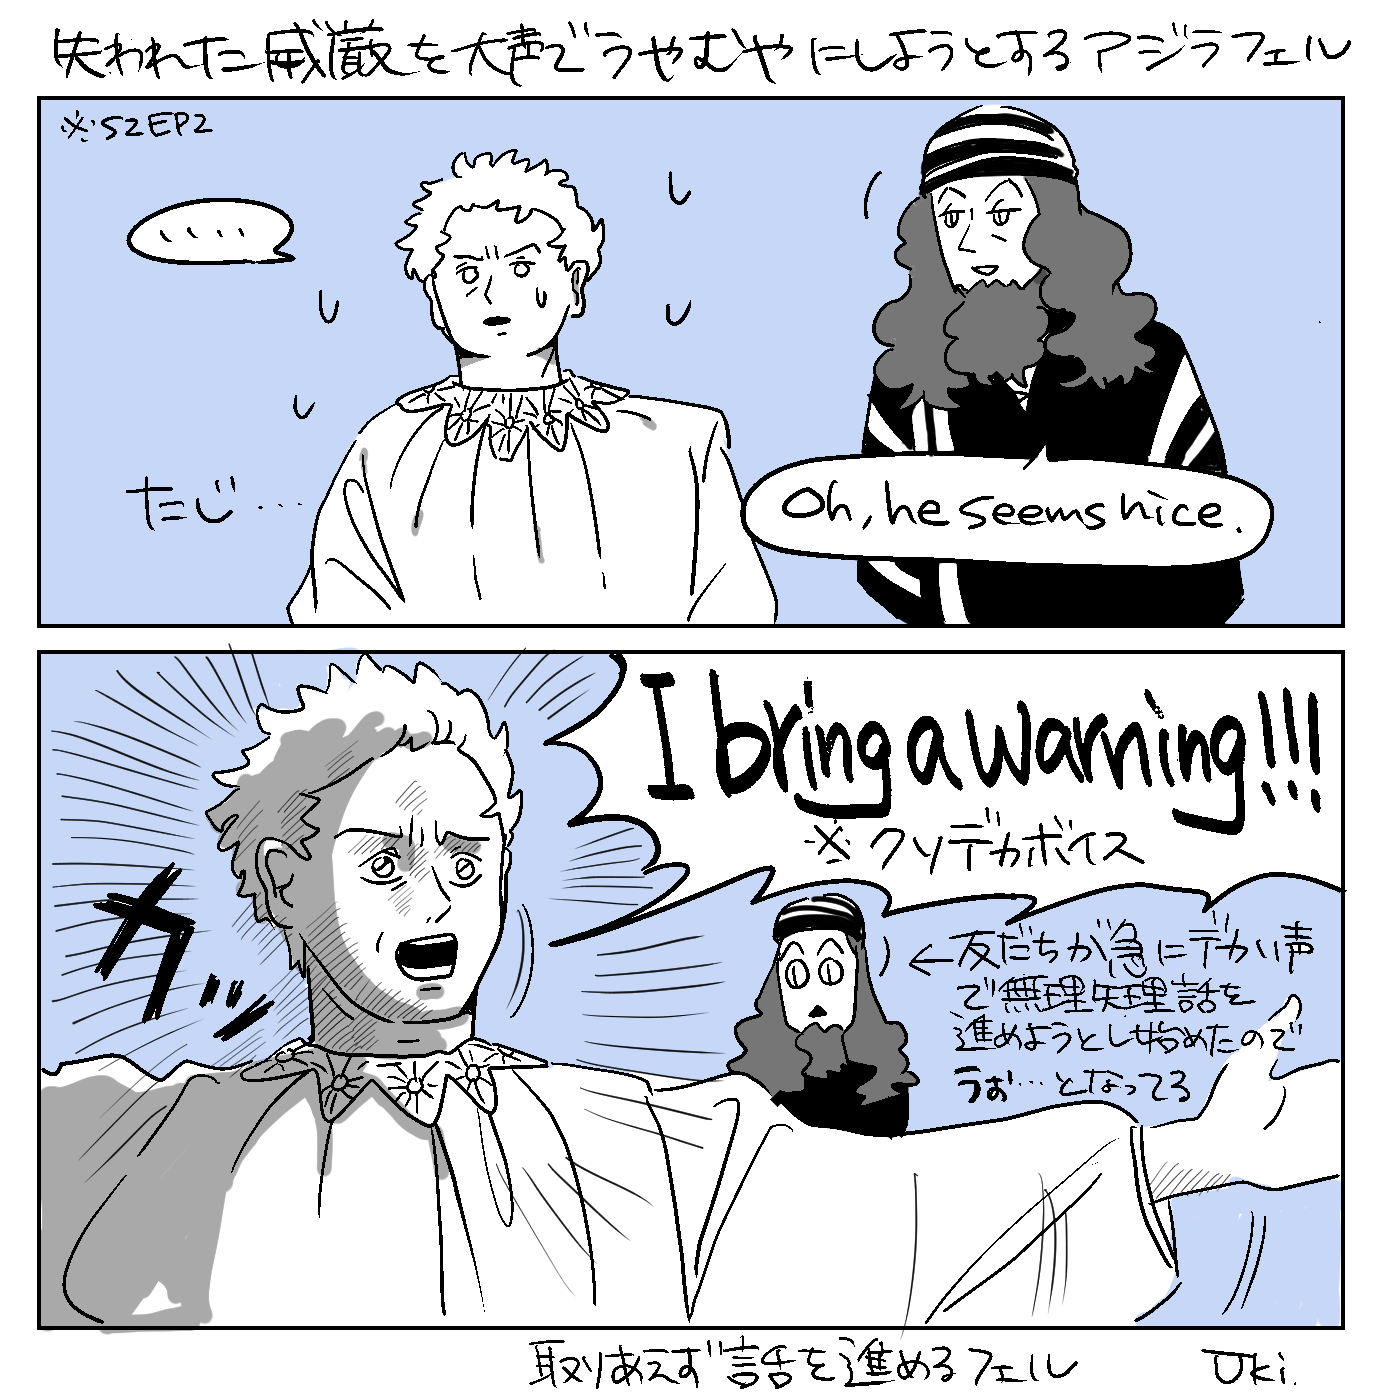 失われた威厳を大声でうやむやにしようとするアジラフェル
※S2EP2
....
たじ‥‥
Oh, he seems nice.
I bring a warning!!!
※クソデカボイス
カッ
←友だちが急にデカい声
で無理矢理話を
進めようとし始めたので
うぉ…となってる
取りあえず話を進めるフェル
Uki.